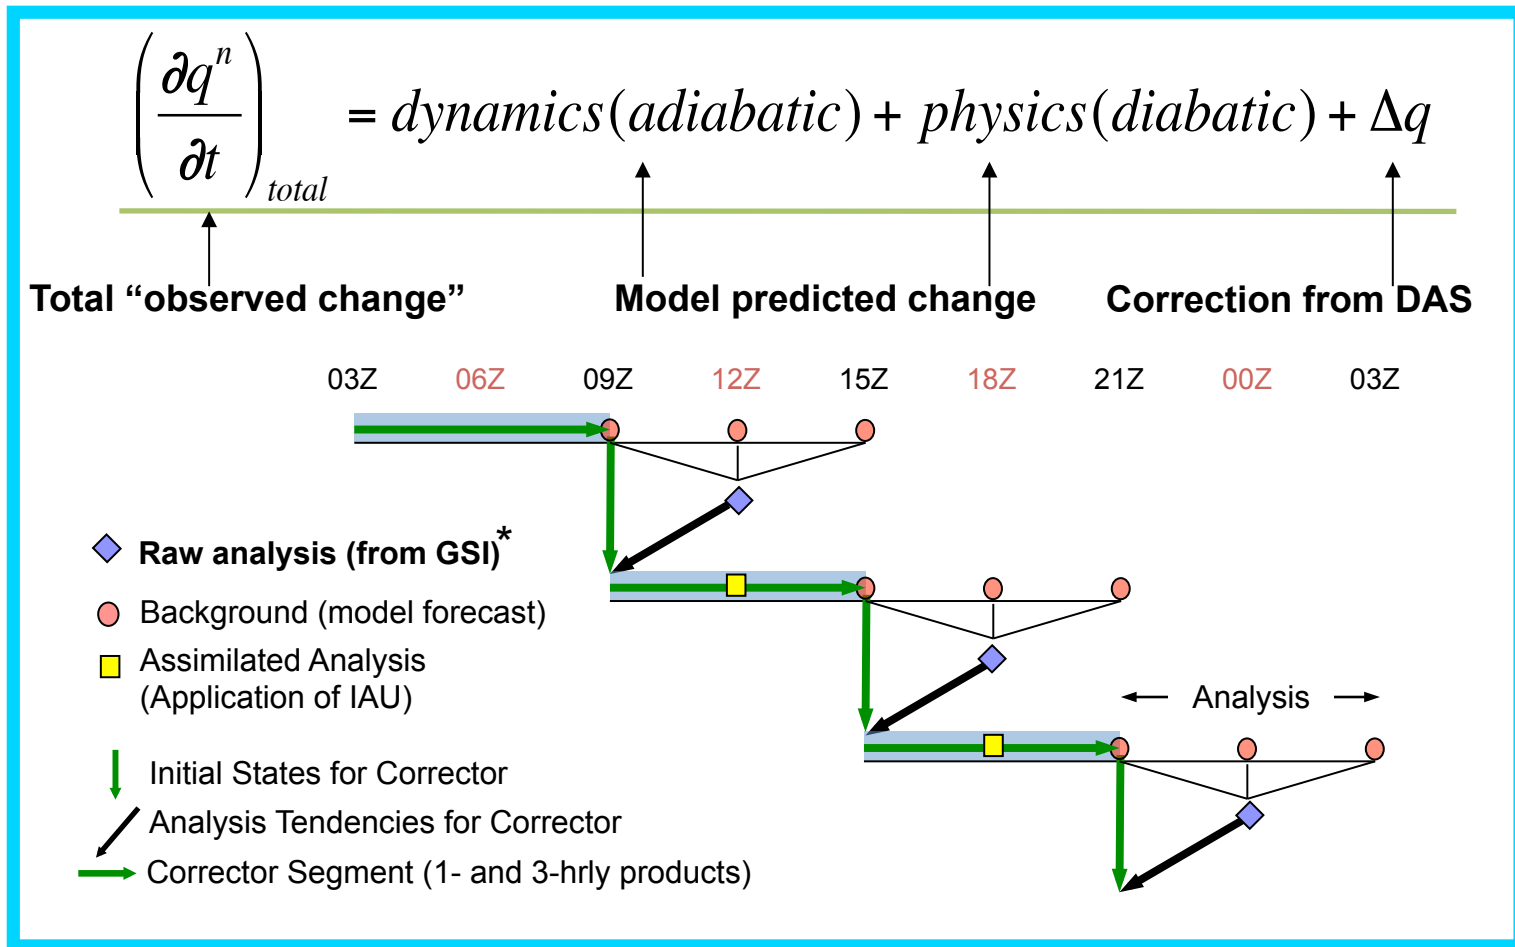 (∂qⁿ/∂t)total = dynamics(adiabatic) + physics(diabatic) + Δq
Total “observed change” Model predicted change Correction from DAS
03Z 06Z 09Z 12Z 15Z 18Z 21Z 00Z 03Z
Raw analysis (from GSI)*
Background (model forecast)
Assimilated Analysis
(Application of IAU)
Analysis
Initial States for Corrector
Analysis Tendencies for Corrector
Corrector Segment (1- and 3-hrly products)